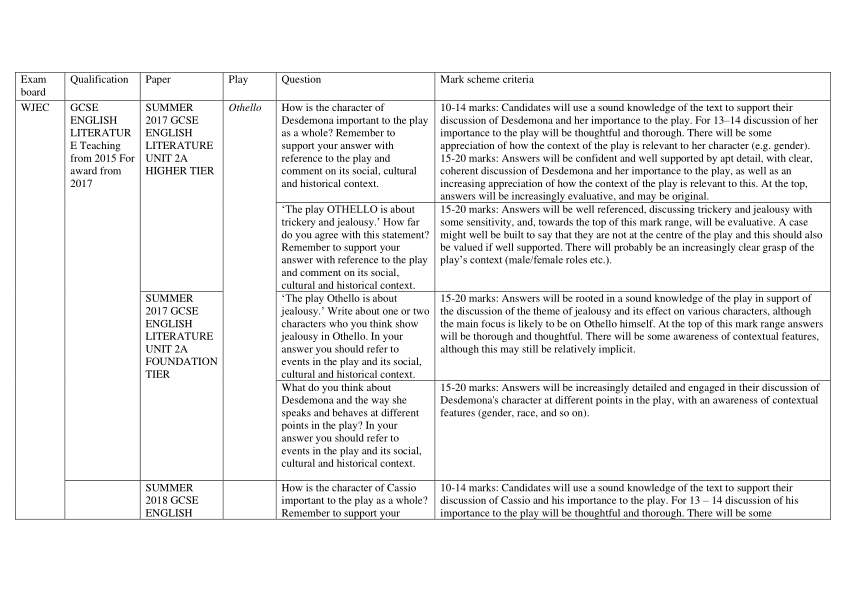 Exam
board
Qualification
Paper
Play
Question
Mark scheme criteria
WJEC
GCSE
ENGLISH
LITERATUR
E Teaching
from 2015 For
award from
2017
SUMMER
2017 GCSE
ENGLISH
LITERATURE
UNIT 2A
HIGHER TIER
Othello
How is the character of
Desdemona important to the play
as a whole? Remember to
support your answer with
reference to the play and
comment on its social, cultural
and historical context.
10-14 marks: Candidates will use a sound knowledge of the text to support their
discussion of Desdemona and her importance to the play. For 13–14 discussion of her
importance to the play will be thoughtful and thorough. There will be some
appreciation of how the context of the play is relevant to her character (e.g. gender).
15-20 marks: Answers will be confident and well supported by apt detail, with clear,
coherent discussion of Desdemona and her importance to the play, as well as an
increasing appreciation of how the context of the play is relevant to this. At the top,
answers will be increasingly evaluative, and may be original.
‘The play OTHELLO is about
trickery and jealousy.’ How far
do you agree with this statement?
Remember to support your
answer with reference to the play
and comment on its social,
cultural and historical context.
15-20 marks: Answers will be well referenced, discussing trickery and jealousy with
some sensitivity, and, towards the top of this mark range, will be evaluative. A case
might well be built to say that they are not at the centre of the play and this should also
be valued if well supported. There will probably be an increasingly clear grasp of the
play’s context (male/female roles etc.).
SUMMER
2017 GCSE
ENGLISH
LITERATURE
UNIT 2A
FOUNDATION
TIER
‘The play Othello is about
jealousy.’ Write about one or two
characters who you think show
jealousy in Othello. In your
answer you should refer to
events in the play and its social,
cultural and historical context.
15-20 marks: Answers will be rooted in a sound knowledge of the play in support of
the discussion of the theme of jealousy and its effect on various characters, although
the main focus is likely to be on Othello himself. At the top of this mark range answers
will be thorough and thoughtful. There will be some awareness of contextual features,
although this may still be relatively implicit.
What do you think about
Desdemona and the way she
speaks and behaves at different
points in the play? In your
answer you should refer to
events in the play and its social,
cultural and historical context.
15-20 marks: Answers will be increasingly detailed and engaged in their discussion of
Desdemona's character at different points in the play, with an awareness of contextual
features (gender, race, and so on).
SUMMER
2018 GCSE
ENGLISH
How is the character of Cassio
important to the play as a whole?
Remember to support your
10-14 marks: Candidates will use a sound knowledge of the text to support their
discussion of Cassio and his importance to the play. For 13 – 14 discussion of his
importance to the play will be thoughtful and thorough. There will be some